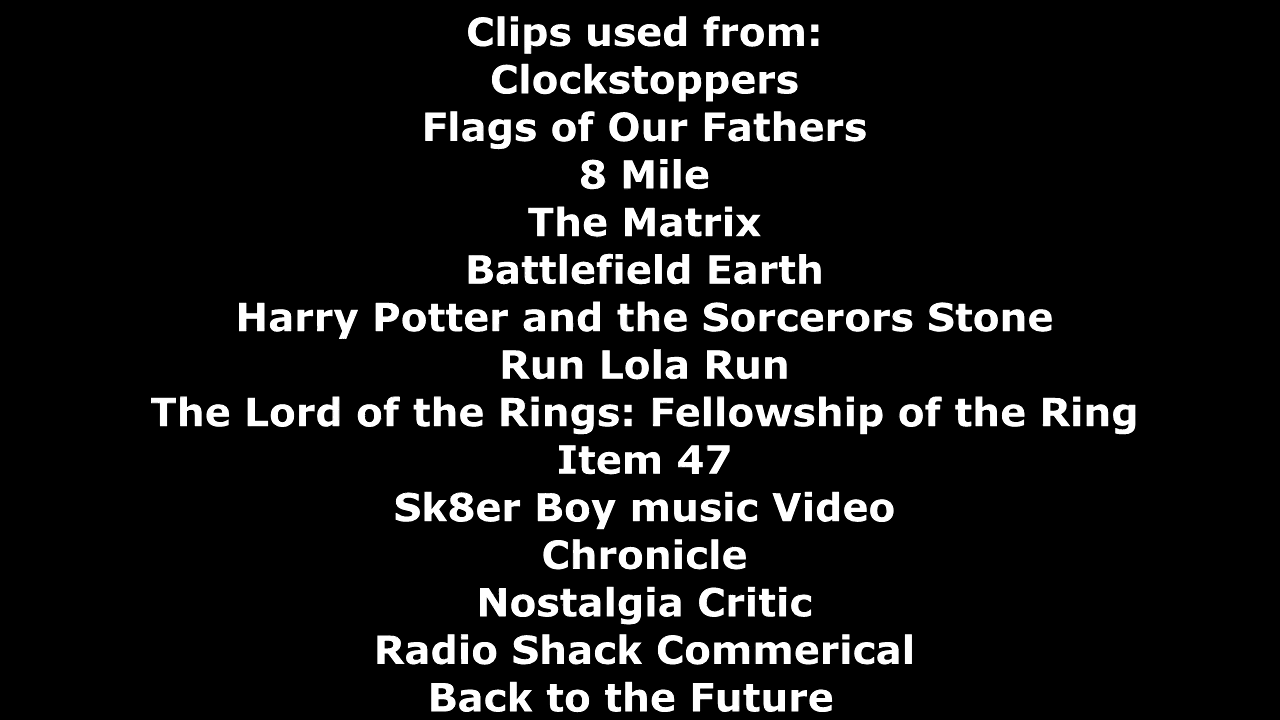 Clips used from:
Clockstoppers
Flags of Our Fathers
8 Mile
The Matrix
Battlefield Earth
Harry Potter and the Sorcerors Stone
Run Lola Run
The Lord of the Rings: Fellowship of the Ring
Item 47
Sk8er Boy music Video
Chronicle
Nostalgia Critic
Radio Shack Commerical
Back to the Future